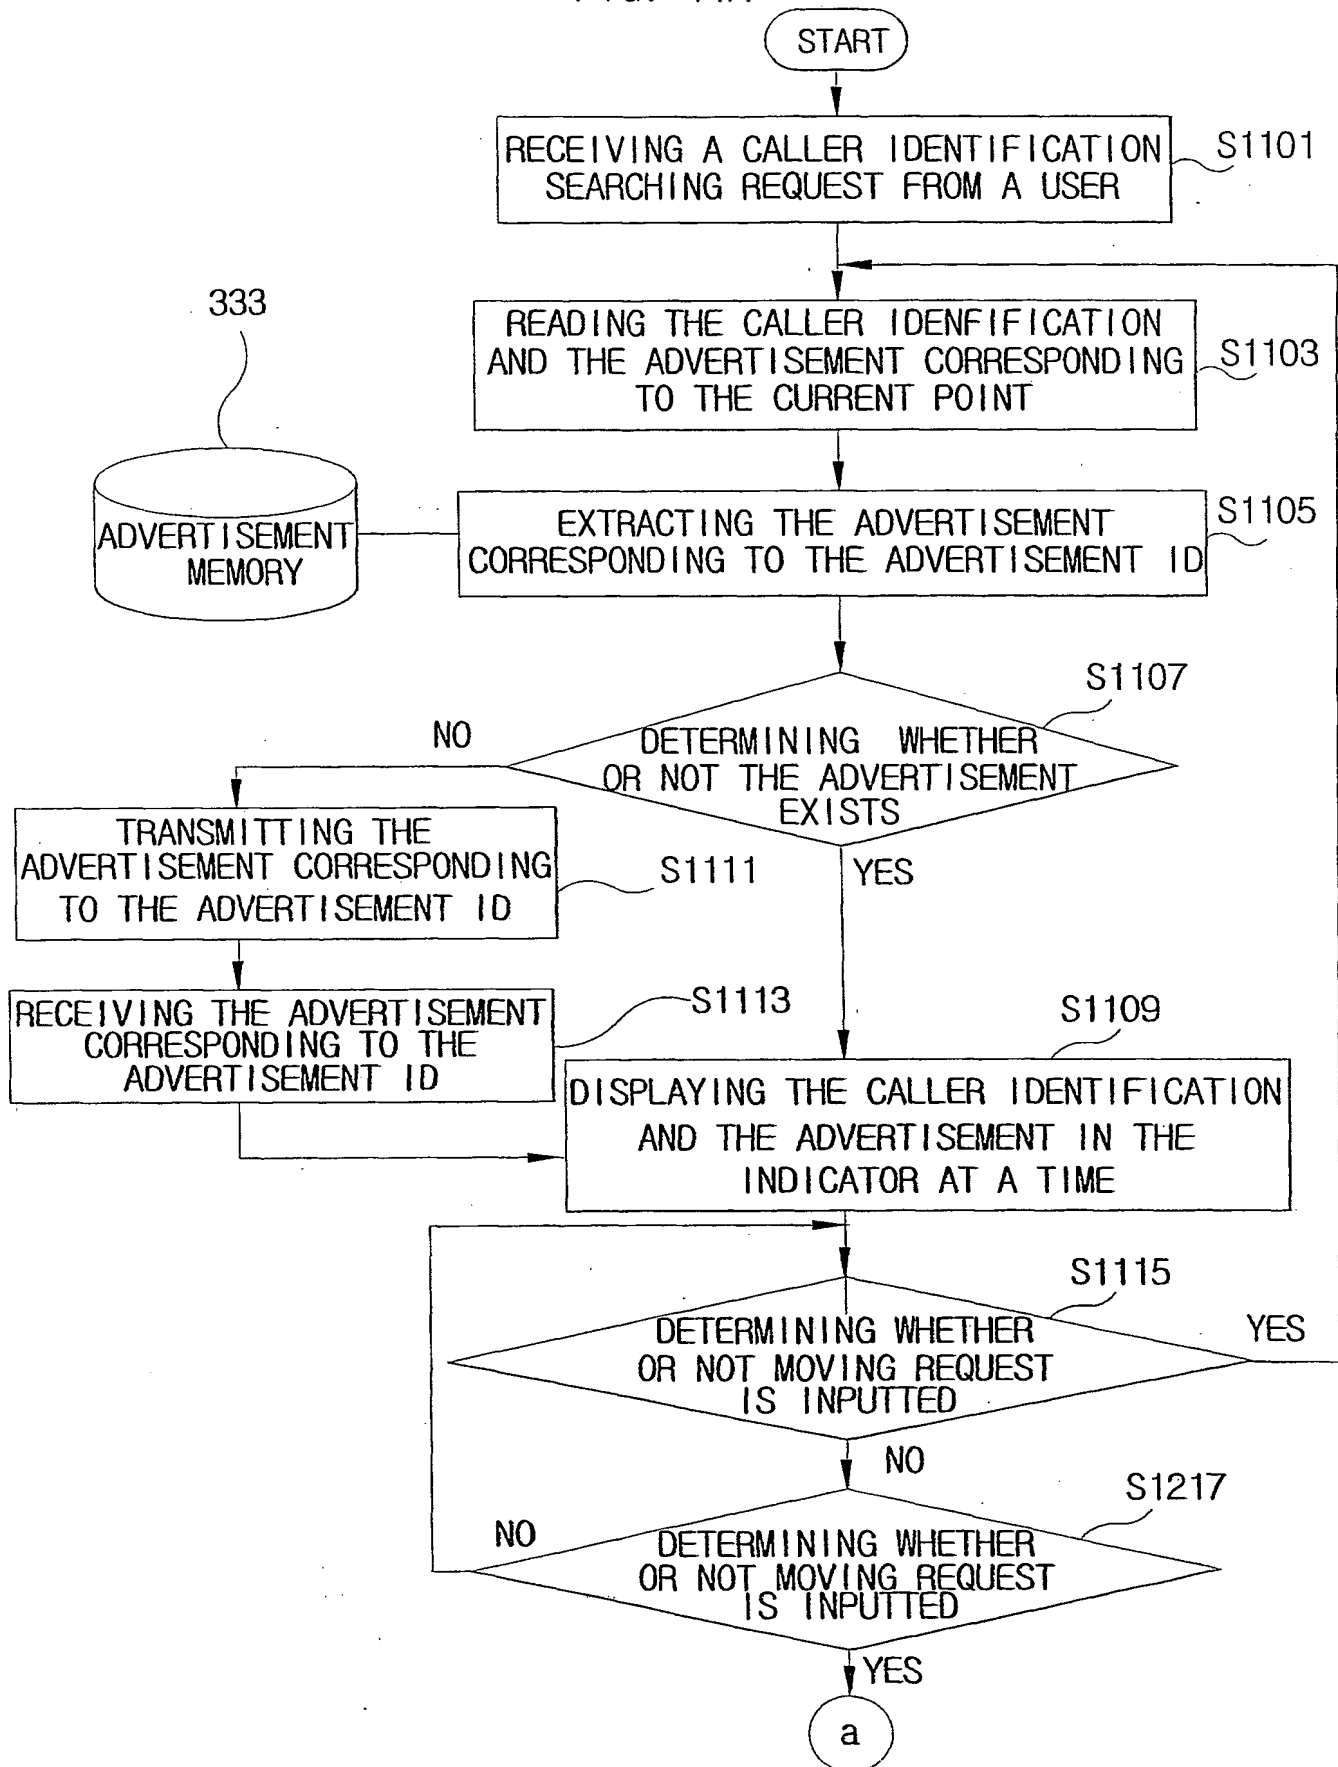 START
RECEIVING A CALLER IDENTIFICATION
SEARCHING REQUEST FROM A USER
S1101
333
READING THE CALLER IDENFIFICATION
AND THE ADVERTISEMENT CORRESPONDING
TO THE CURRENT POINT
S1103
ADVERTISEMENT
MEMORY
EXTRACTING THE ADVERTISEMENT
CORRESPONDING TO THE ADVERTISEMENT ID
S1105
S1107
NO
DETERMINING WHETHER
OR NOT THE ADVERTISEMENT
EXISTS
YES
TRANSMITTING THE
ADVERTISEMENT CORRESPONDING
TO THE ADVERTISEMENT ID
S1111
RECEIVING THE ADVERTISEMENT
CORRESPONDING TO THE
ADVERTISEMENT ID
S1113
S1109
DISPLAYING THE CALLER IDENTIFICATION
AND THE ADVERTISEMENT IN THE
INDICATOR AT A TIME
S1115
DETERMINING WHETHER
OR NOT MOVING REQUEST
IS INPUTTED
YES
NO
S1217
NO
DETERMINING WHETHER
OR NOT MOVING REQUEST
IS INPUTTED
YES
a